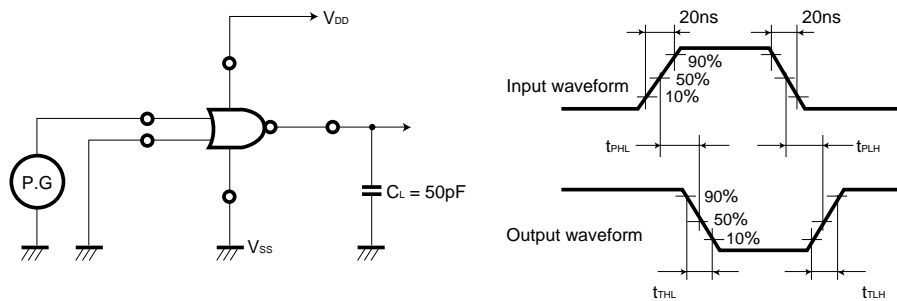 VDD
P.G
CL = 50pF
VSS
20ns 20ns
Input waveform
90%
50%
10%
tPHL tPLH
Output waveform
90%
50%
10%
tTHL tTLH